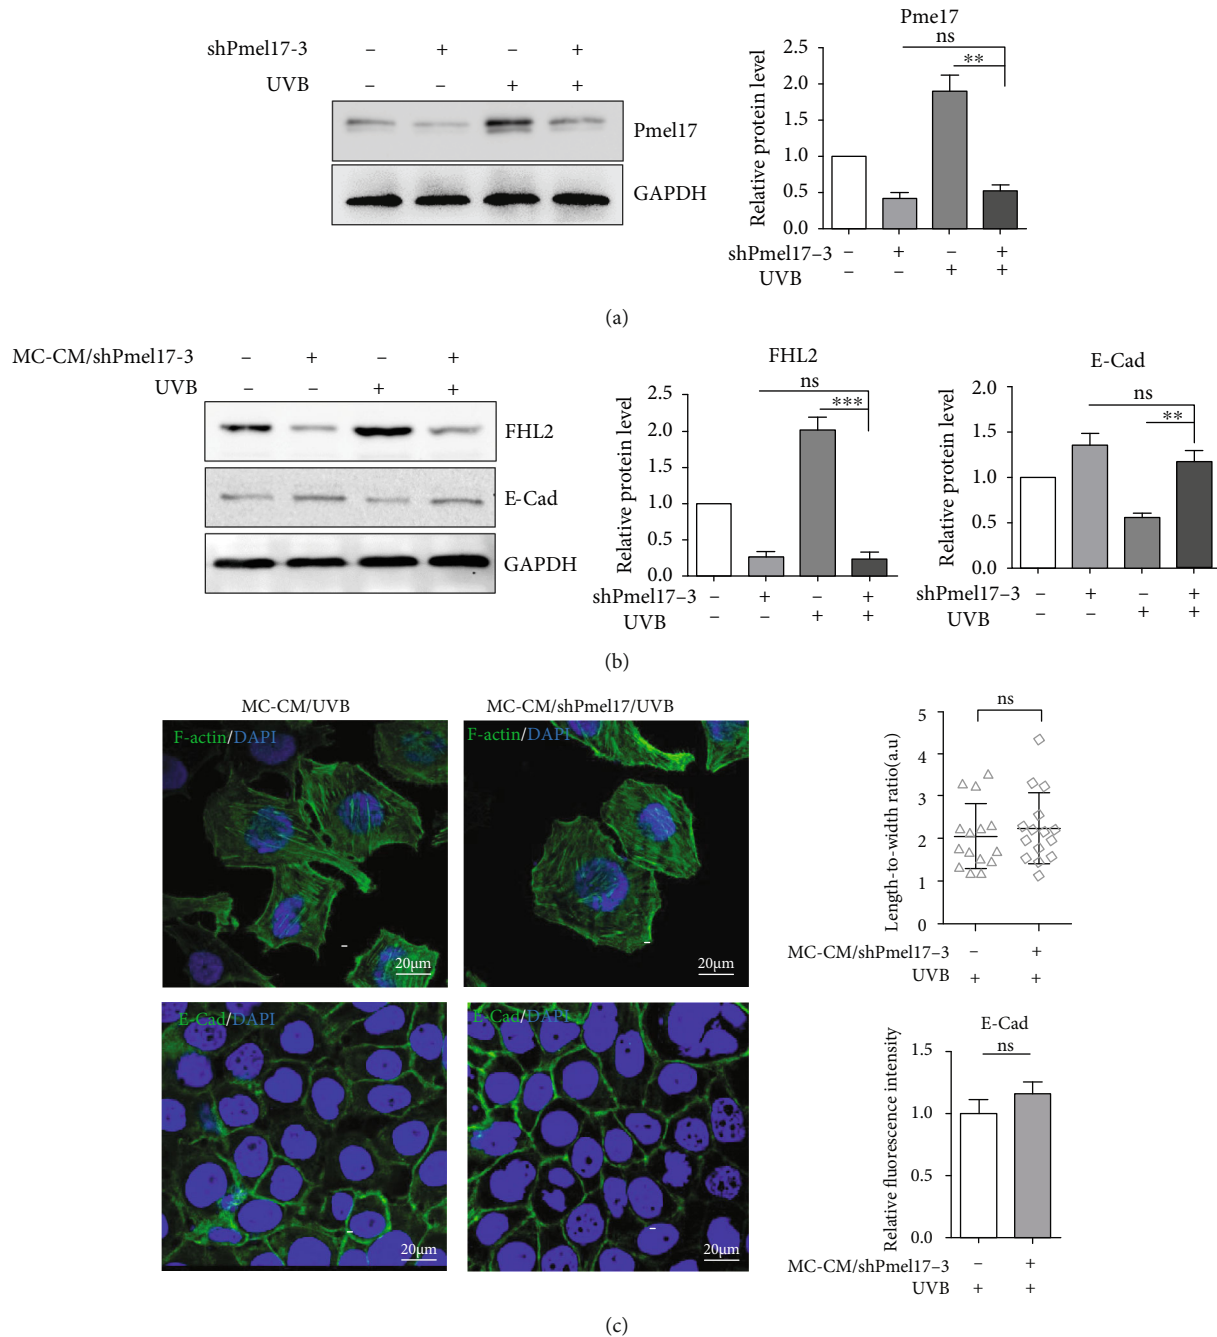 shPmel17-3 – + – +
UVB – – + +
Pmel17
GAPDH
Pme17
ns
**
Relative protein level
2.5
2.0
1.5
1.0
0.5
0.0
shPmel17–3 – + – +
UVB – – + +
(a)
MC-CM/shPmel17-3 – + – +
UVB – – + +
FHL2
E-Cad
GAPDH
FHL2
ns
***
Relative protein level
2.5
2.0
1.5
1.0
0.5
0.0
shPmel17–3 – + – +
UVB – – + +
E-Cad
ns
**
Relative protein level
2.0
1.5
1.0
0.5
0.0
shPmel17–3 – + – +
UVB – – + +
(b)
MC-CM/UVB
MC-CM/shPmel17/UVB
F-actin/DAPI
20μm
F-actin/DAPI
20μm
E-Cad/DAPI
20μm
E-Cad/DAPI
20μm
ns
Length-to-width ratio(a.u)
5
4
3
2
1
0
MC-CM/shPmel17–3 – +
UVB + +
E-Cad
ns
Relative fluorescence intensity
1.5
1.0
0.5
0.0
MC-CM/shPmel17–3 – +
UVB + +
(c)